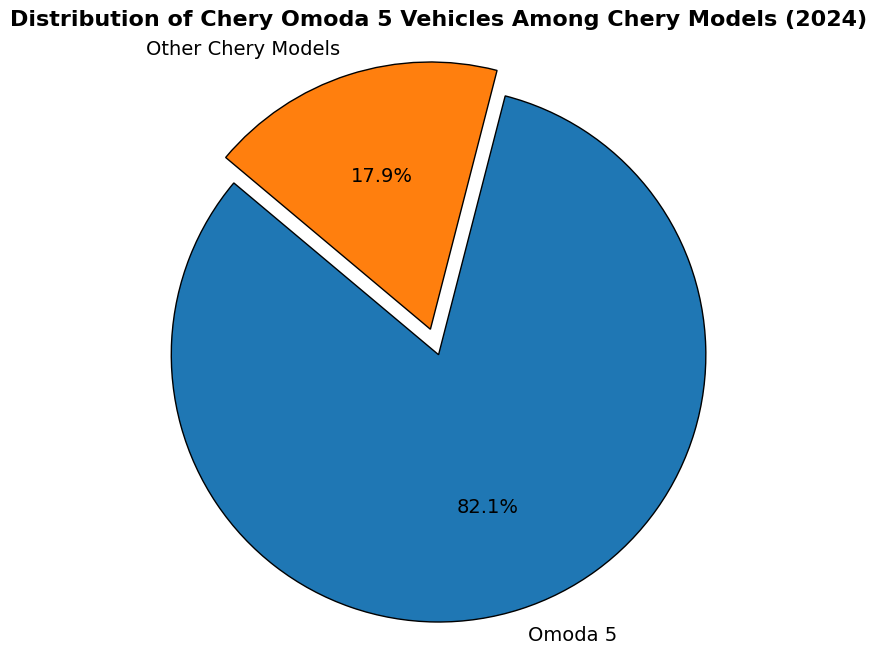 Distribution of Chery Omoda 5 Vehicles Among Chery Models (2024)
Other Chery Models
17.9%
82.1%
Omoda 5